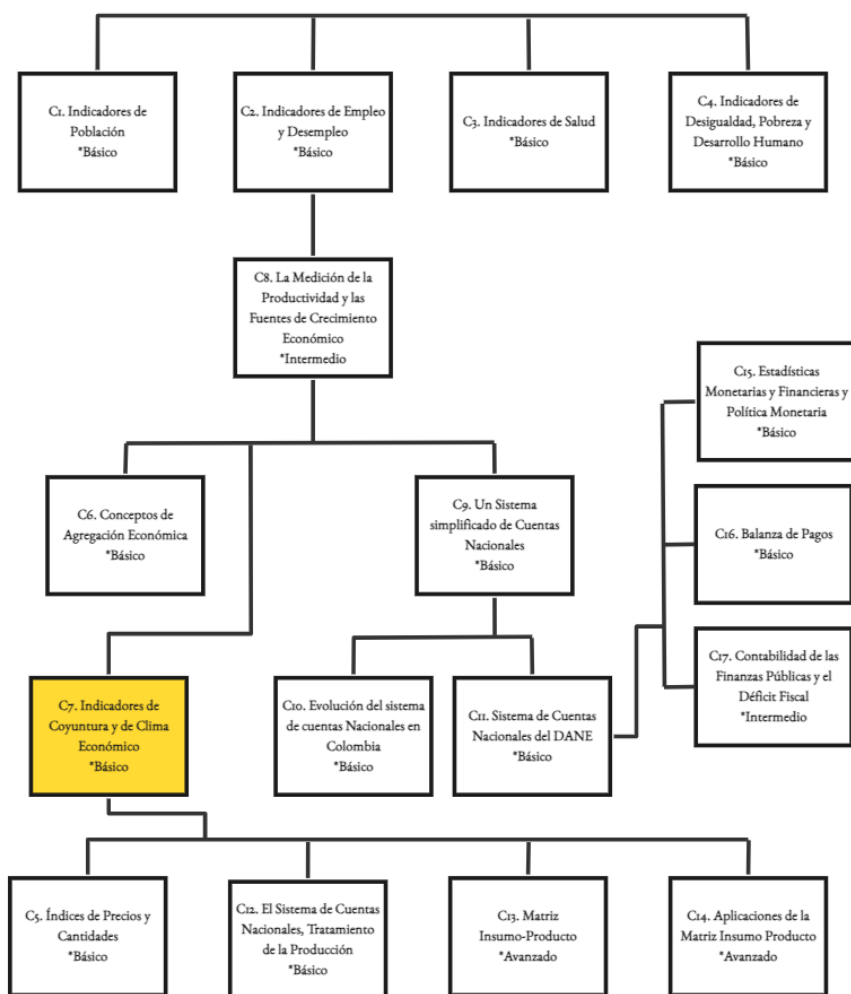 C1. Indicadores de
Población
*Básico
C2. Indicadores de Empleo
y Desempleo
*Básico
C3. Indicadores de Salud
*Básico
C4. Indicadores de
Desigualdad, Pobreza y
Desarrollo Humano
*Básico
C8. La Medición de la
Productividad y las
Fuentes de Crecimiento
Económico
*Intermedio
C15. Estadísticas
Monetarias y Financieras y
Política Monetaria
*Básico
C6. Conceptos de
Agregación Económica
*Básico
C9. Un Sistema
simplificado de Cuentas
Nacionales
*Básico
C16. Balanza de Pagos
*Básico
C17. Contabilidad de las
Finanzas Públicas y el
Déficit Fiscal
*Intermedio
C7. Indicadores de
Coyuntura y de Clima
Económico
*Básico
C10. Evolución del sistema
de cuentas Nacionales en
Colombia
*Básico
C11. Sistema de Cuentas
Nacionales del DANE
*Básico
C5. Índices de Precios y
Cantidades
*Básico
C12. El Sistema de Cuentas
Nacionales, Tratamiento
de la Producción
*Básico
C13. Matriz
Insumo-Producto
*Avanzado
C14. Aplicaciones de la
Matriz Insumo Producto
*Avanzado